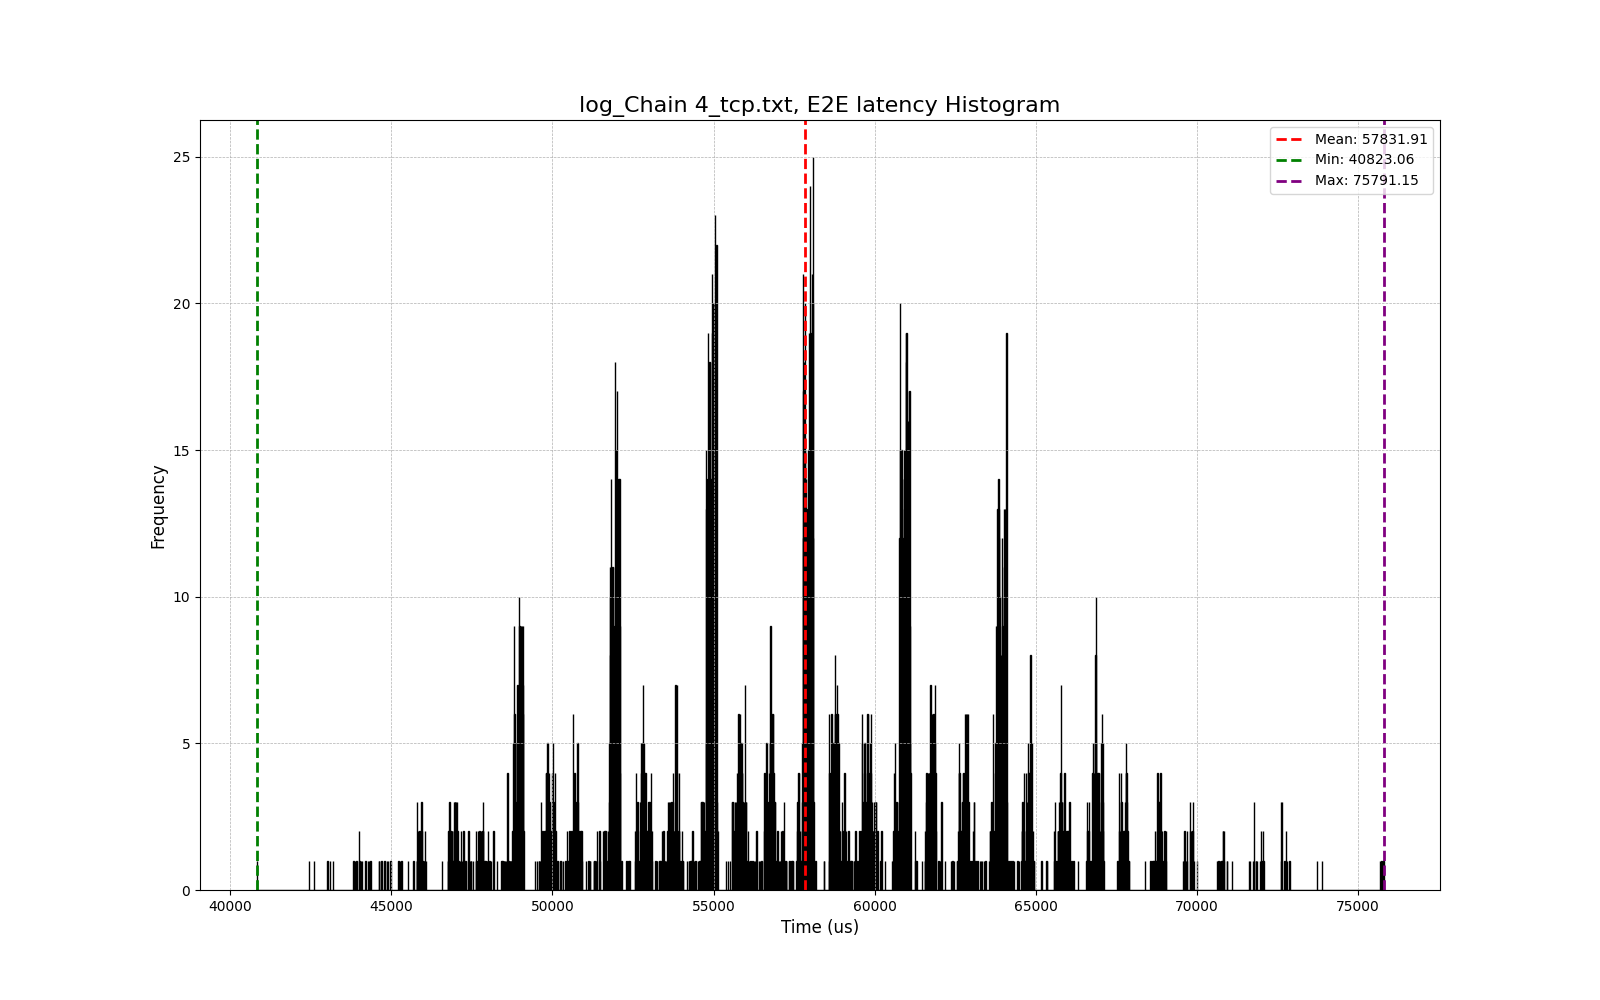 log_Chain 4_tcp.txt, E2E latency Histogram
Mean: 57831.91
Min: 40823.06
Max: 75791.15
Frequency
25
20
15
10
5
0
40000 45000 50000 55000 60000 65000 70000 75000
Time (us)